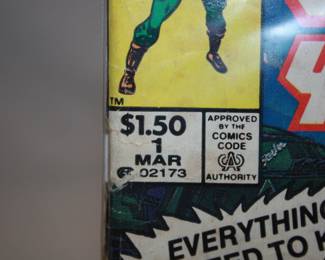 TM
$1.50
1
MAR
02173
APPROVED
BY THE
COMICS
CODE
AUTHORITY
EVERYTHING